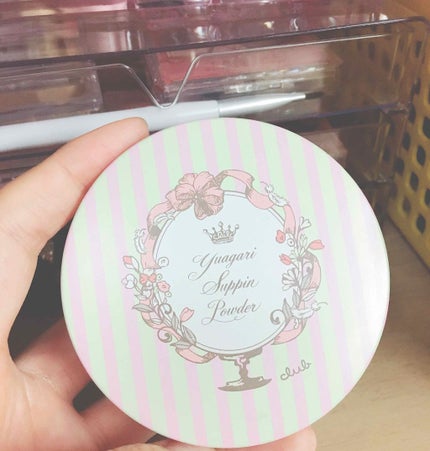 Yuagari
Suppin
Powder
club